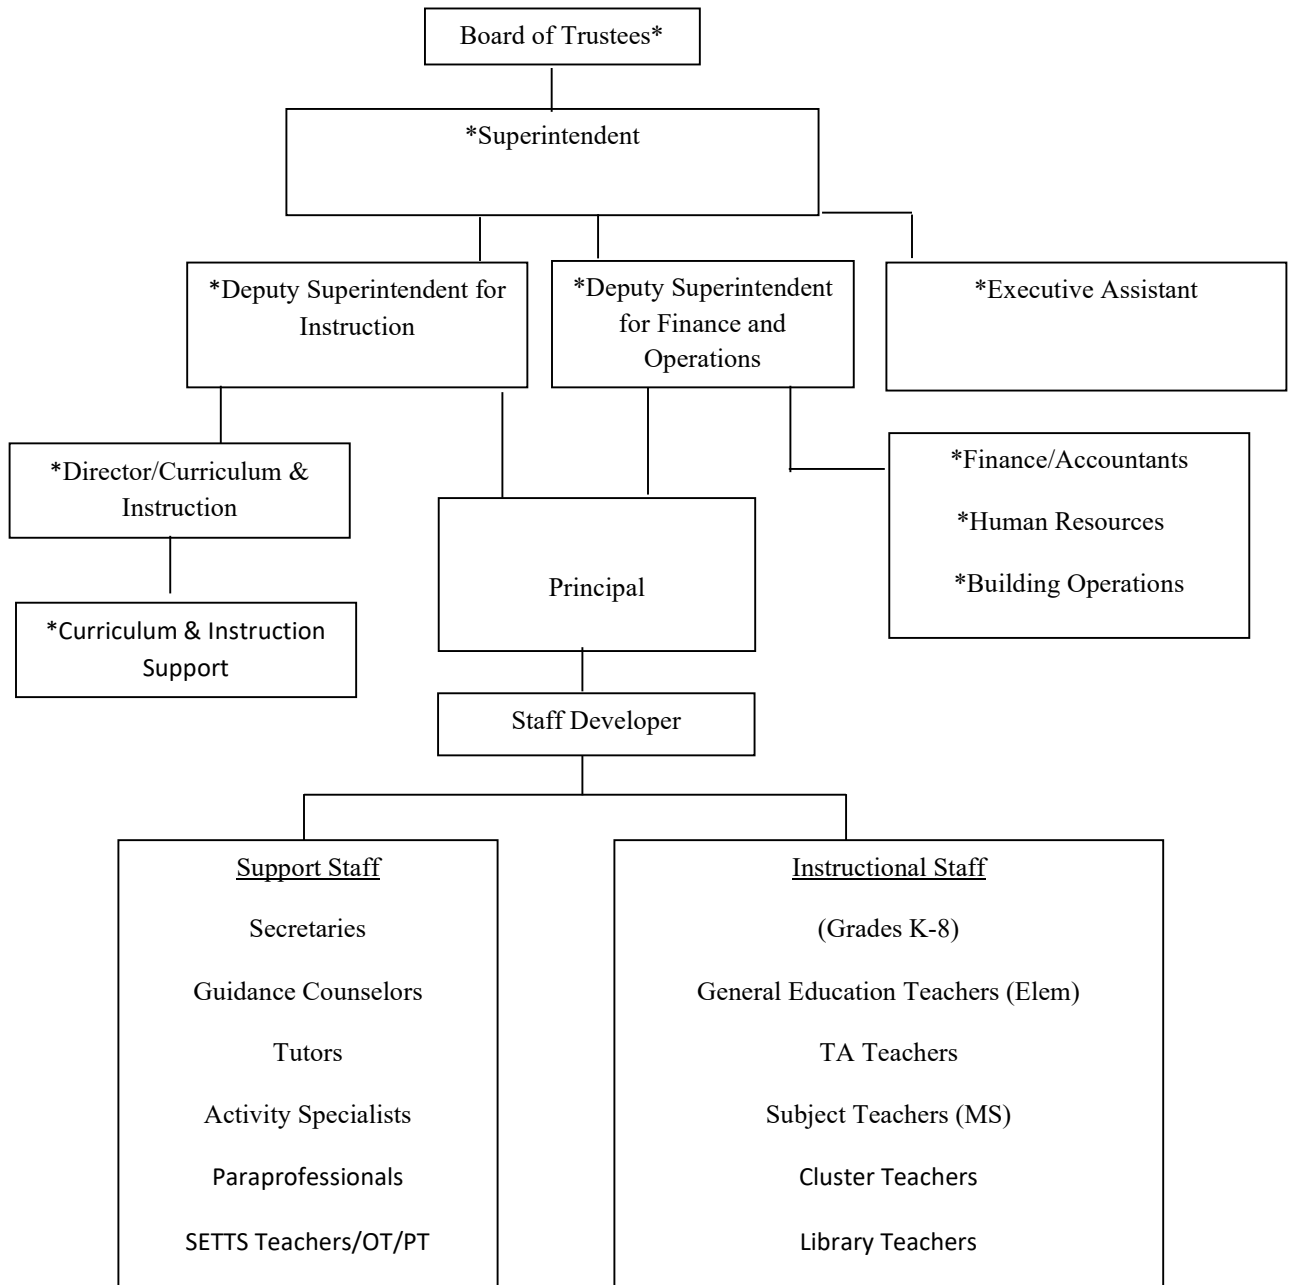 Board of Trustees*
*Superintendent
*Deputy Superintendent for
Instruction
*Deputy Superintendent
for Finance and
Operations
*Executive Assistant
*Director/Curriculum &
Instruction
*Finance/Accountants
*Human Resources
*Building Operations
Principal
*Curriculum & Instruction
Support
Staff Developer
Support Staff
Secretaries
Guidance Counselors
Tutors
Activity Specialists
Paraprofessionals
SETTS Teachers/OT/PT
Instructional Staff
(Grades K-8)
General Education Teachers (Elem)
TA Teachers
Subject Teachers (MS)
Cluster Teachers
Library Teachers